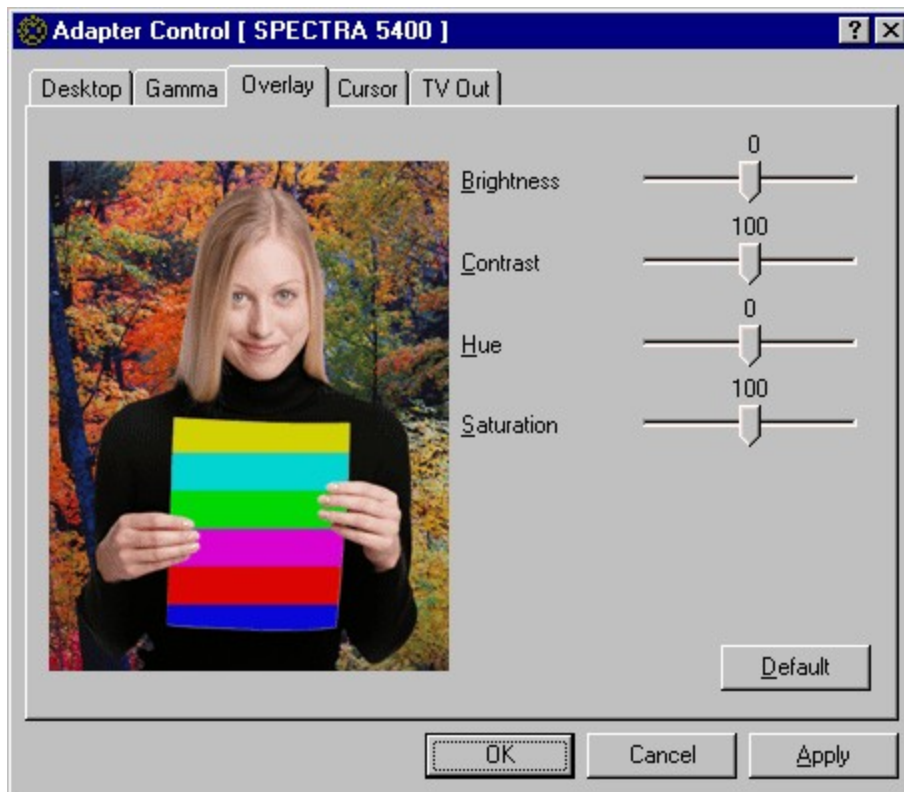 Adapter Control [ SPECTRA 5400 ]
Desktop Gamma Overlay Cursor TV Out
0
Brightness
100
Contrast
0
Hue
100
Saturation
Default
OK Cancel Apply